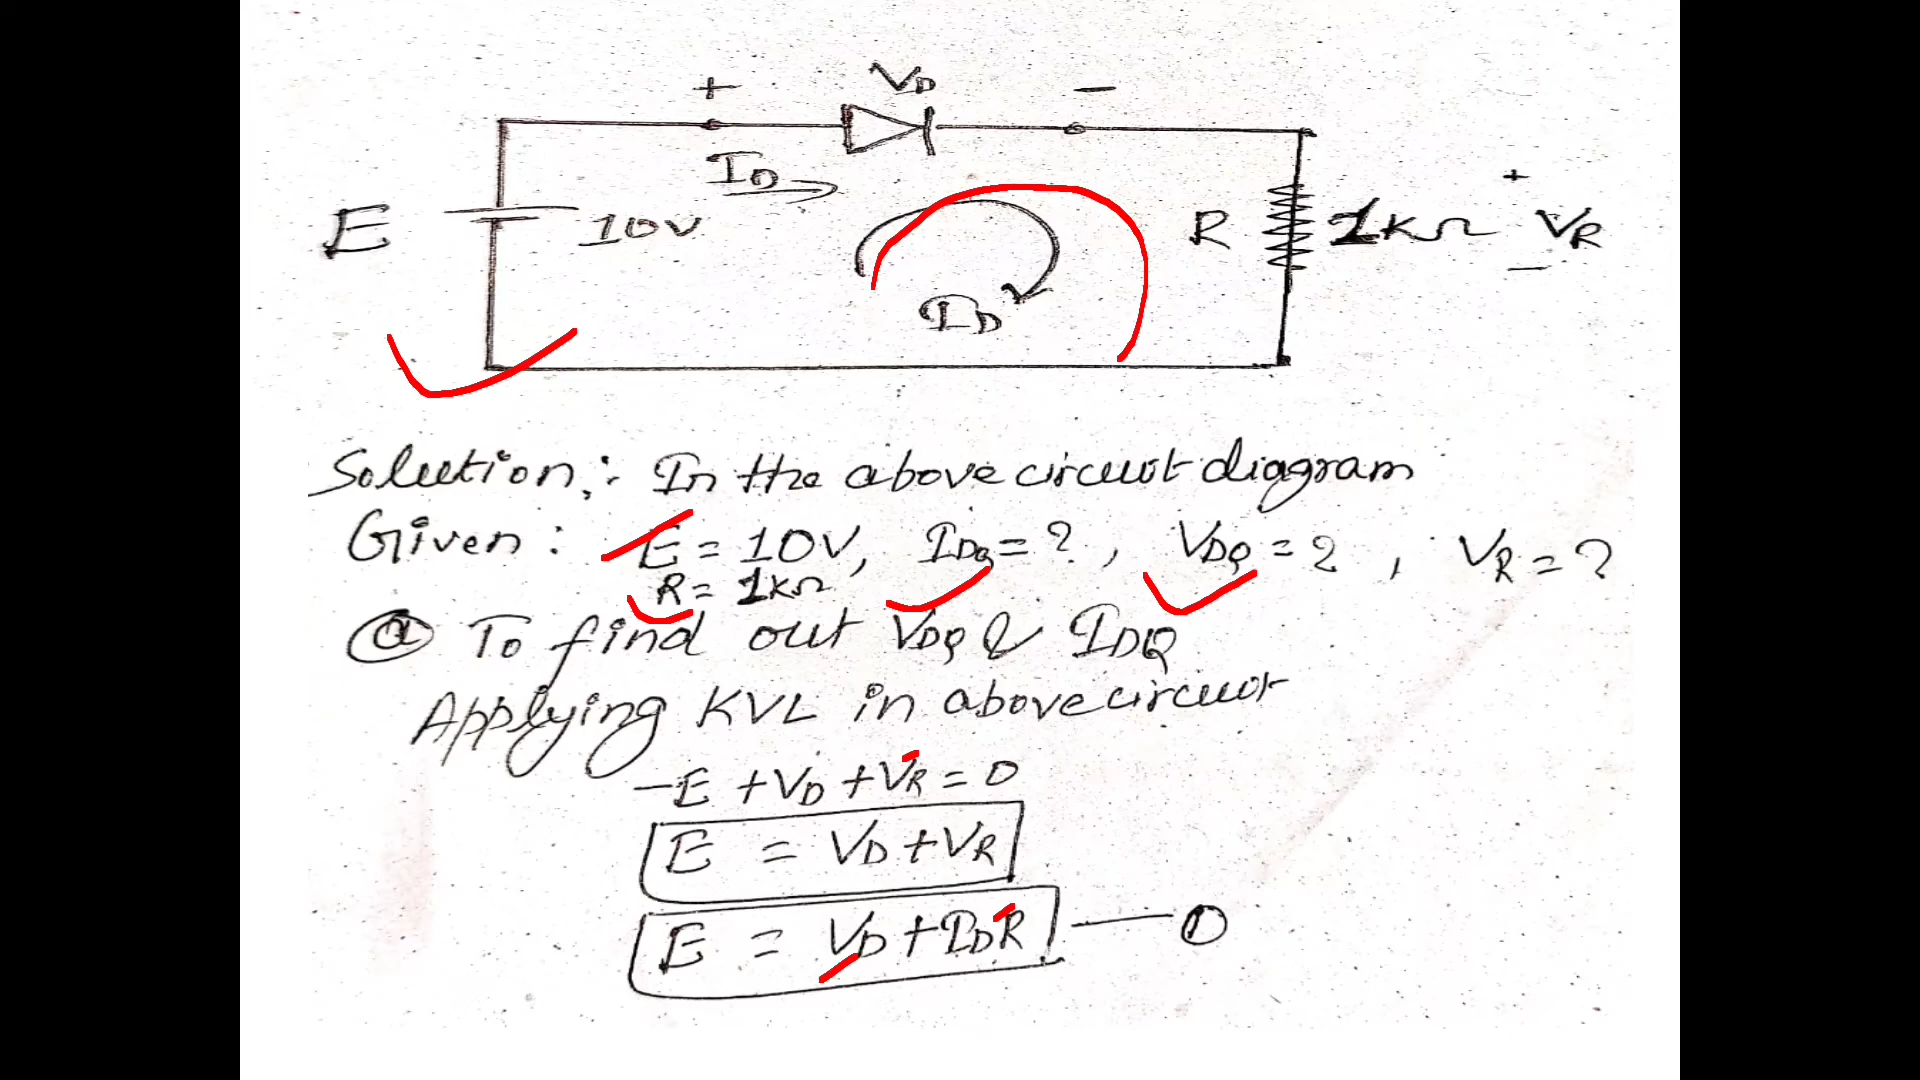 + VD -
ID
E 10V R 1KΩ + VR -
ID
Solution:- In the above circuit diagram
Given: E = 10V, IDQ = ?, VDQ = ?, VR = ?
R = 1KΩ
(a) To find out VDQ & IDQ
Applying KVL in above circuit
-E + VD + VR = 0
E = VD + VR
E = VD + IDR — ①